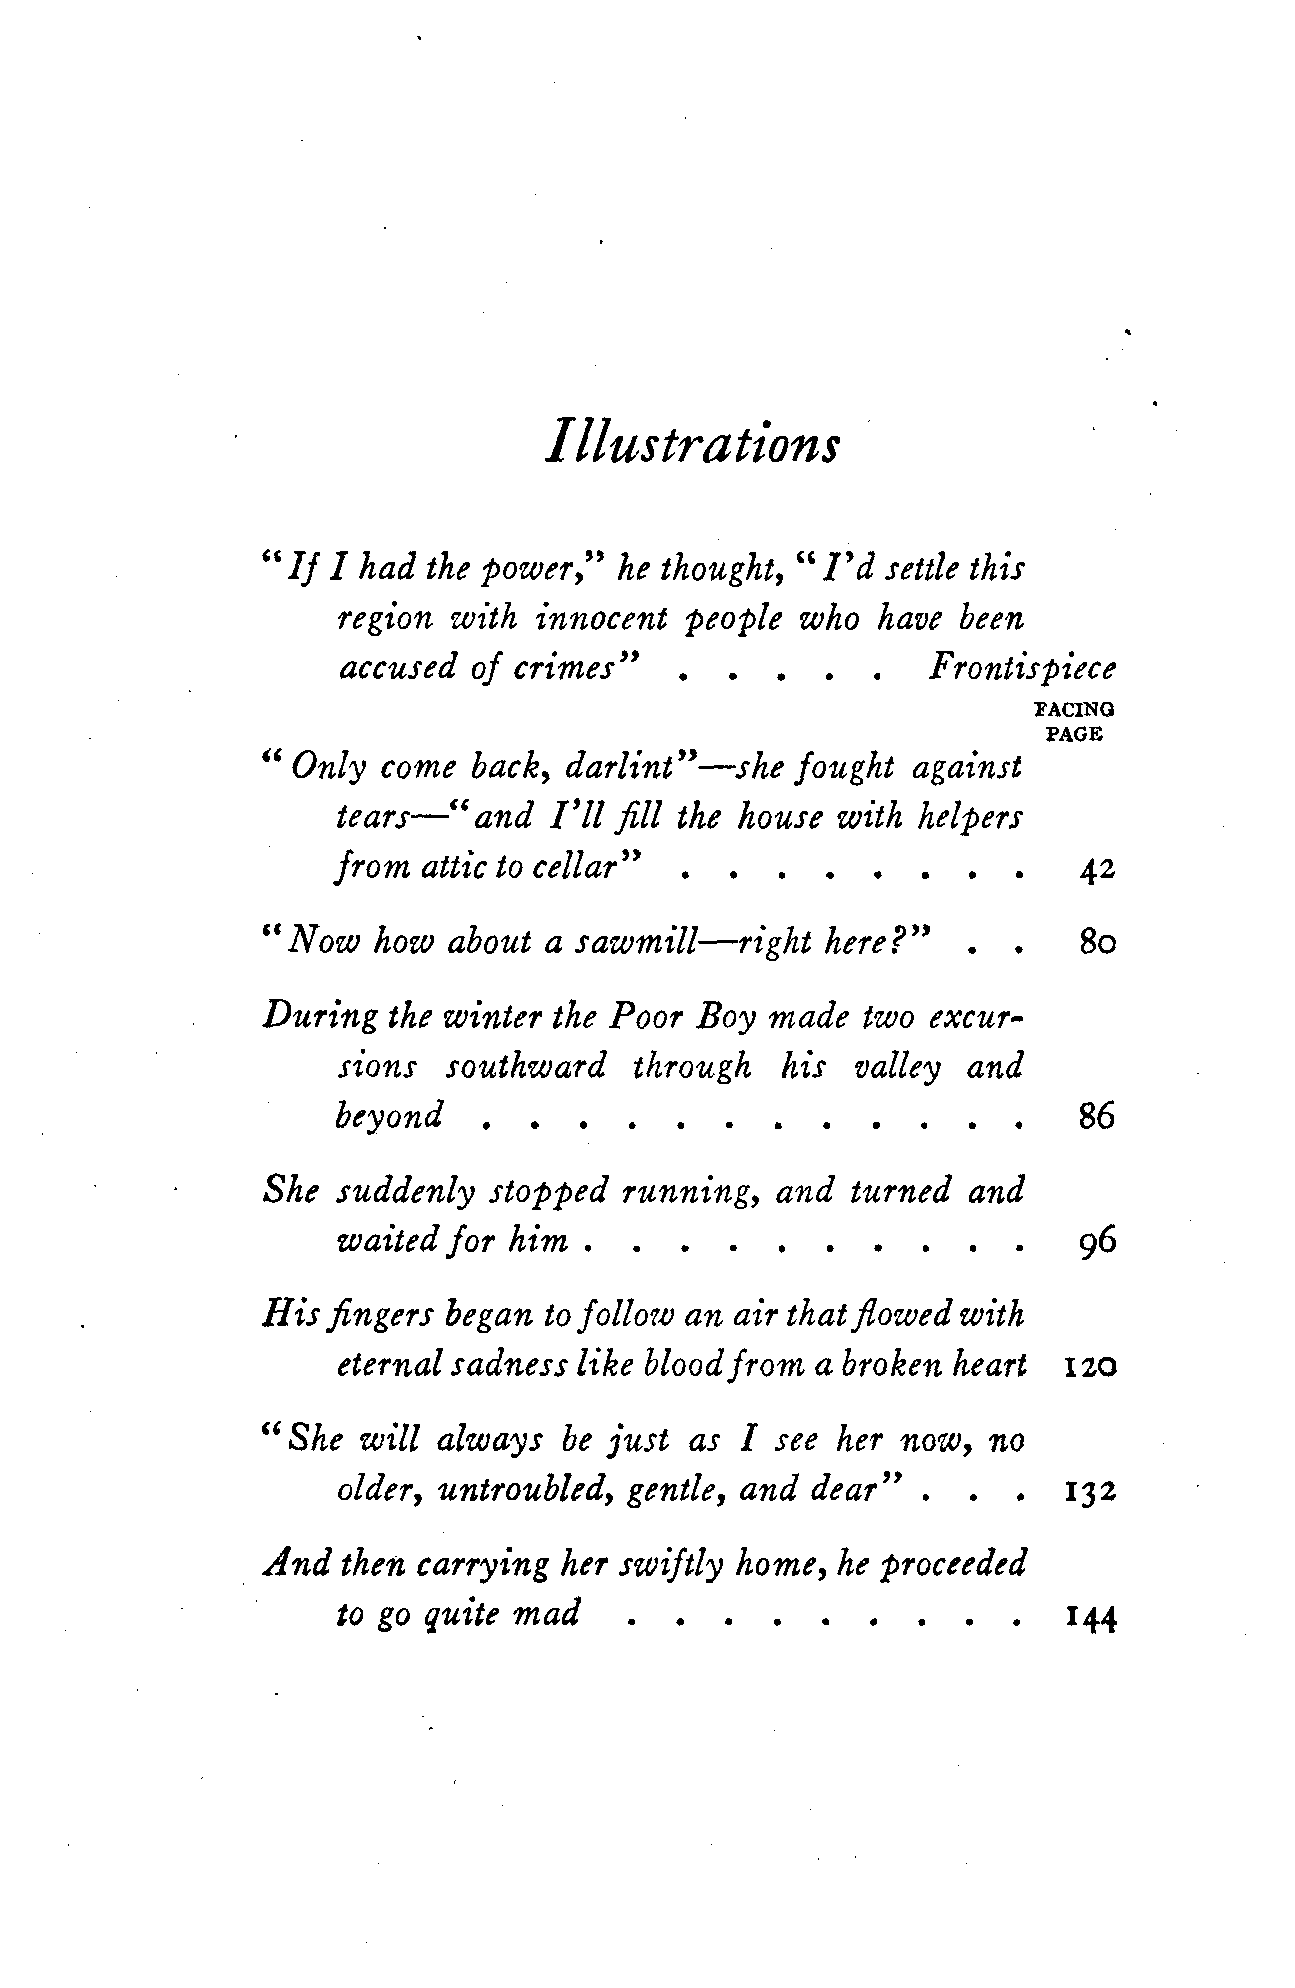 Illustrations
“If I had the power,” he thought, “I’d settle this
region with innocent people who have been
accused of crimes” . . . . . Frontispiece
FACING
PAGE
“Only come back, darlint”—she fought against
tears—“and I’ll fill the house with helpers
from attic to cellar” . . . . . . . . 42
“Now how about a sawmill—right here?” . . 80
During the winter the Poor Boy made two excur-
sions southward through his valley and
beyond . . . . . . . . . . . . 86
She suddenly stopped running, and turned and
waited for him . . . . . . . . . . 96
His fingers began to follow an air that flowed with
eternal sadness like blood from a broken heart 120
“She will always be just as I see her now, no
older, untroubled, gentle, and dear” . . . 132
And then carrying her swiftly home, he proceeded
to go quite mad . . . . . . . . . 144